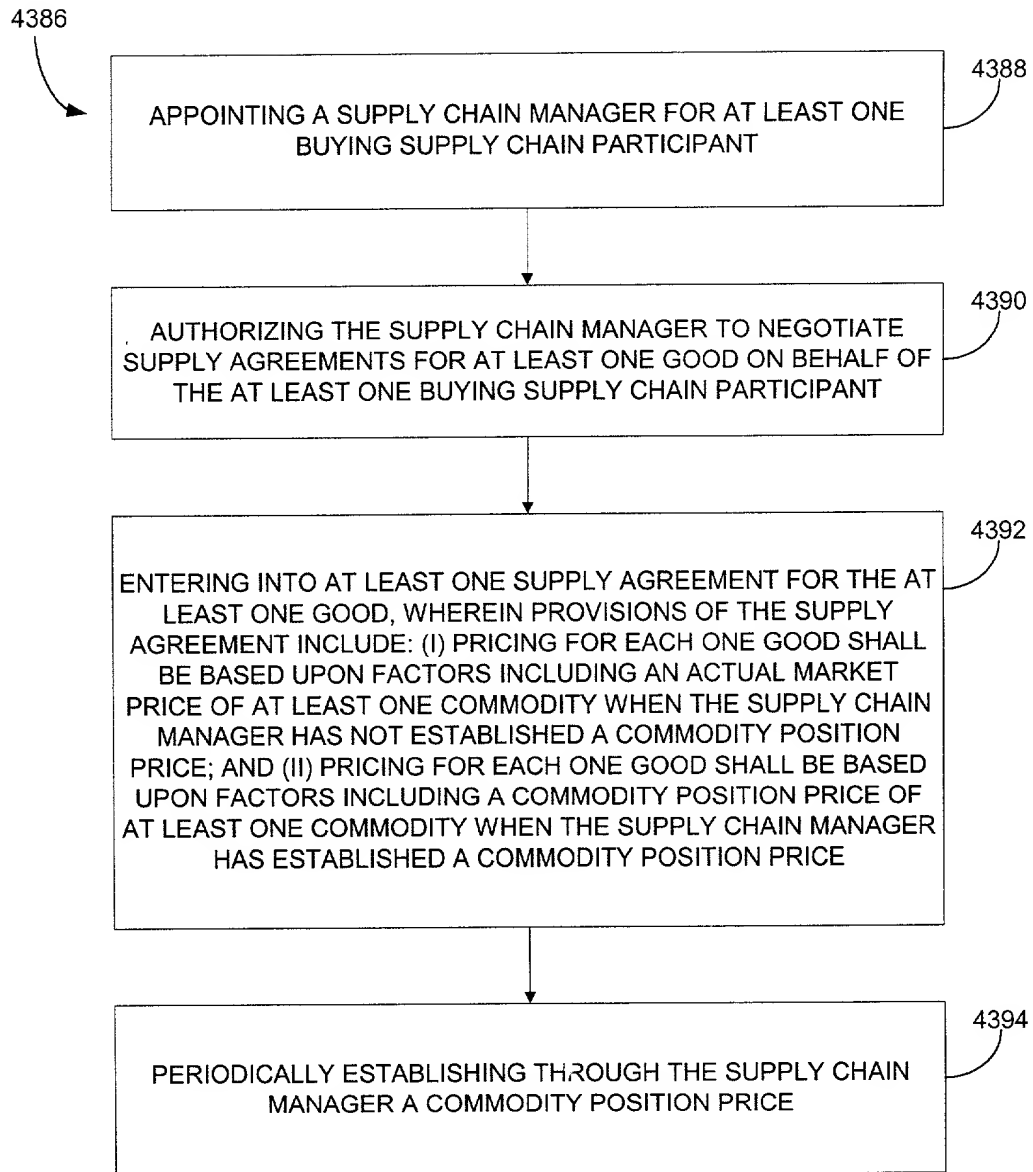 4386
4388
APPOINTING A SUPPLY CHAIN MANAGER FOR AT LEAST ONE
BUYING SUPPLY CHAIN PARTICIPANT
4390
AUTHORIZING THE SUPPLY CHAIN MANAGER TO NEGOTIATE
SUPPLY AGREEMENTS FOR AT LEAST ONE GOOD ON BEHALF OF
THE AT LEAST ONE BUYING SUPPLY CHAIN PARTICIPANT
4392
ENTERING INTO AT LEAST ONE SUPPLY AGREEMENT FOR THE AT
LEAST ONE GOOD, WHEREIN PROVISIONS OF THE SUPPLY
AGREEMENT INCLUDE: (I) PRICING FOR EACH ONE GOOD SHALL
BE BASED UPON FACTORS INCLUDING AN ACTUAL MARKET
PRICE OF AT LEAST ONE COMMODITY WHEN THE SUPPLY CHAIN
MANAGER HAS NOT ESTABLISHED A COMMODITY POSITION
PRICE; AND (II) PRICING FOR EACH ONE GOOD SHALL BE BASED
UPON FACTORS INCLUDING A COMMODITY POSITION PRICE OF
AT LEAST ONE COMMODITY WHEN THE SUPPLY CHAIN MANAGER
HAS ESTABLISHED A COMMODITY POSITION PRICE
4394
PERIODICALLY ESTABLISHING THROUGH THE SUPPLY CHAIN
MANAGER A COMMODITY POSITION PRICE